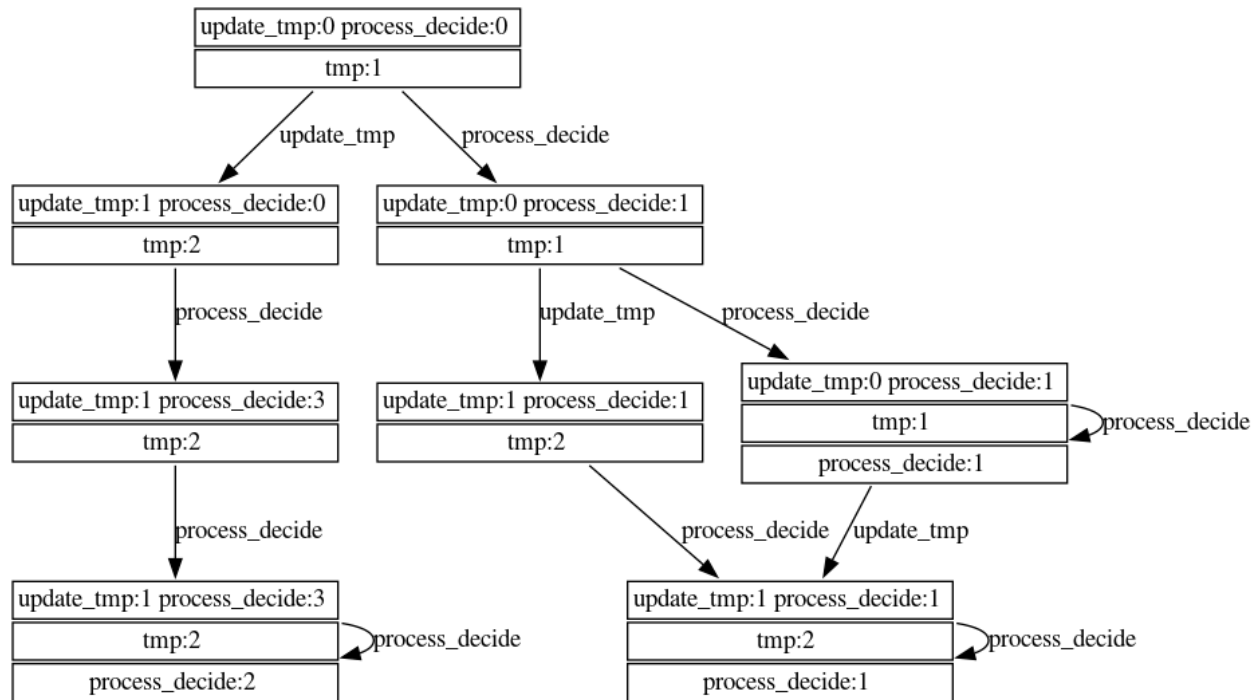 update_tmp:0 process_decide:0
tmp:1
update_tmp
process_decide
update_tmp:1 process_decide:0
tmp:2
update_tmp:0 process_decide:1
tmp:1
process_decide
update_tmp
process_decide
update_tmp:1 process_decide:3
tmp:2
update_tmp:1 process_decide:1
tmp:2
update_tmp:0 process_decide:1
tmp:1
process_decide:1
process_decide
process_decide
process_decide
update_tmp
update_tmp:1 process_decide:3
tmp:2
process_decide:2
process_decide
update_tmp:1 process_decide:1
tmp:2
process_decide:1
process_decide